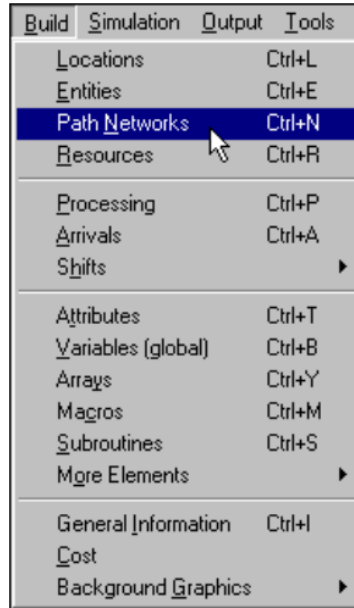 Build Simulation Output Tools
Locations Ctrl+L
Entities Ctrl+E
Path Networks Ctrl+N
Resources Ctrl+R
Processing Ctrl+P
Arrivals Ctrl+A
Shifts
Attributes Ctrl+T
Variables (global) Ctrl+B
Arrays Ctrl+Y
Macros Ctrl+M
Subroutines Ctrl+S
More Elements
General Information Ctrl+I
Cost
Background Graphics